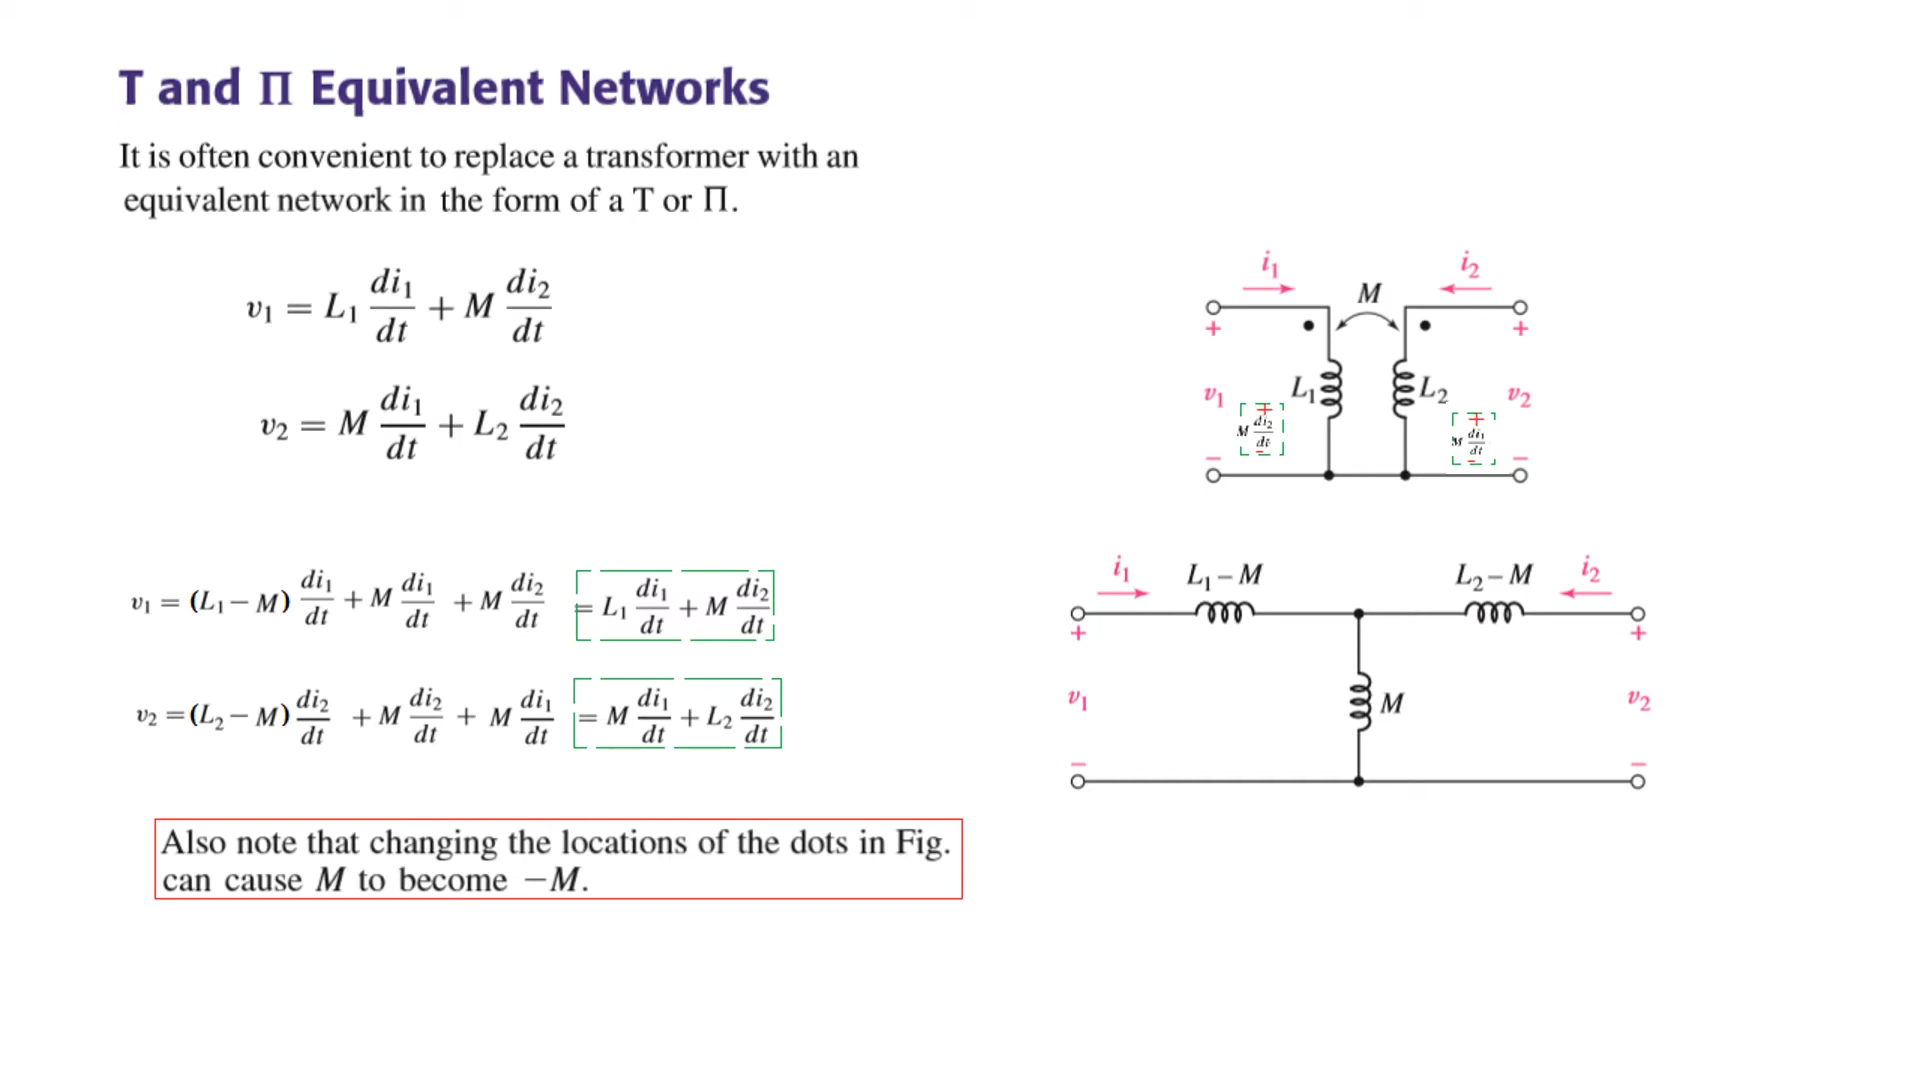 T and Π Equivalent Networks
It is often convenient to replace a transformer with an
equivalent network in the form of a T or Π.
v₁ = L₁ di₁/dt + M di₂/dt
v₂ = M di₁/dt + L₂ di₂/dt
i₁ M i₂
+ +
v₁ L₁ L₂ v₂
+ M di₂/dt −
+ M di₁/dt −
− −
v₁ = (L₁ − M) di₁/dt + M di₁/dt + M di₂/dt = L₁ di₁/dt + M di₂/dt
v₂ = (L₂ − M) di₂/dt + M di₂/dt + M di₁/dt = M di₁/dt + L₂ di₂/dt
i₁ L₁ − M L₂ − M i₂
+ +
v₁ M v₂
− −
Also note that changing the locations of the dots in Fig.
can cause M to become −M.